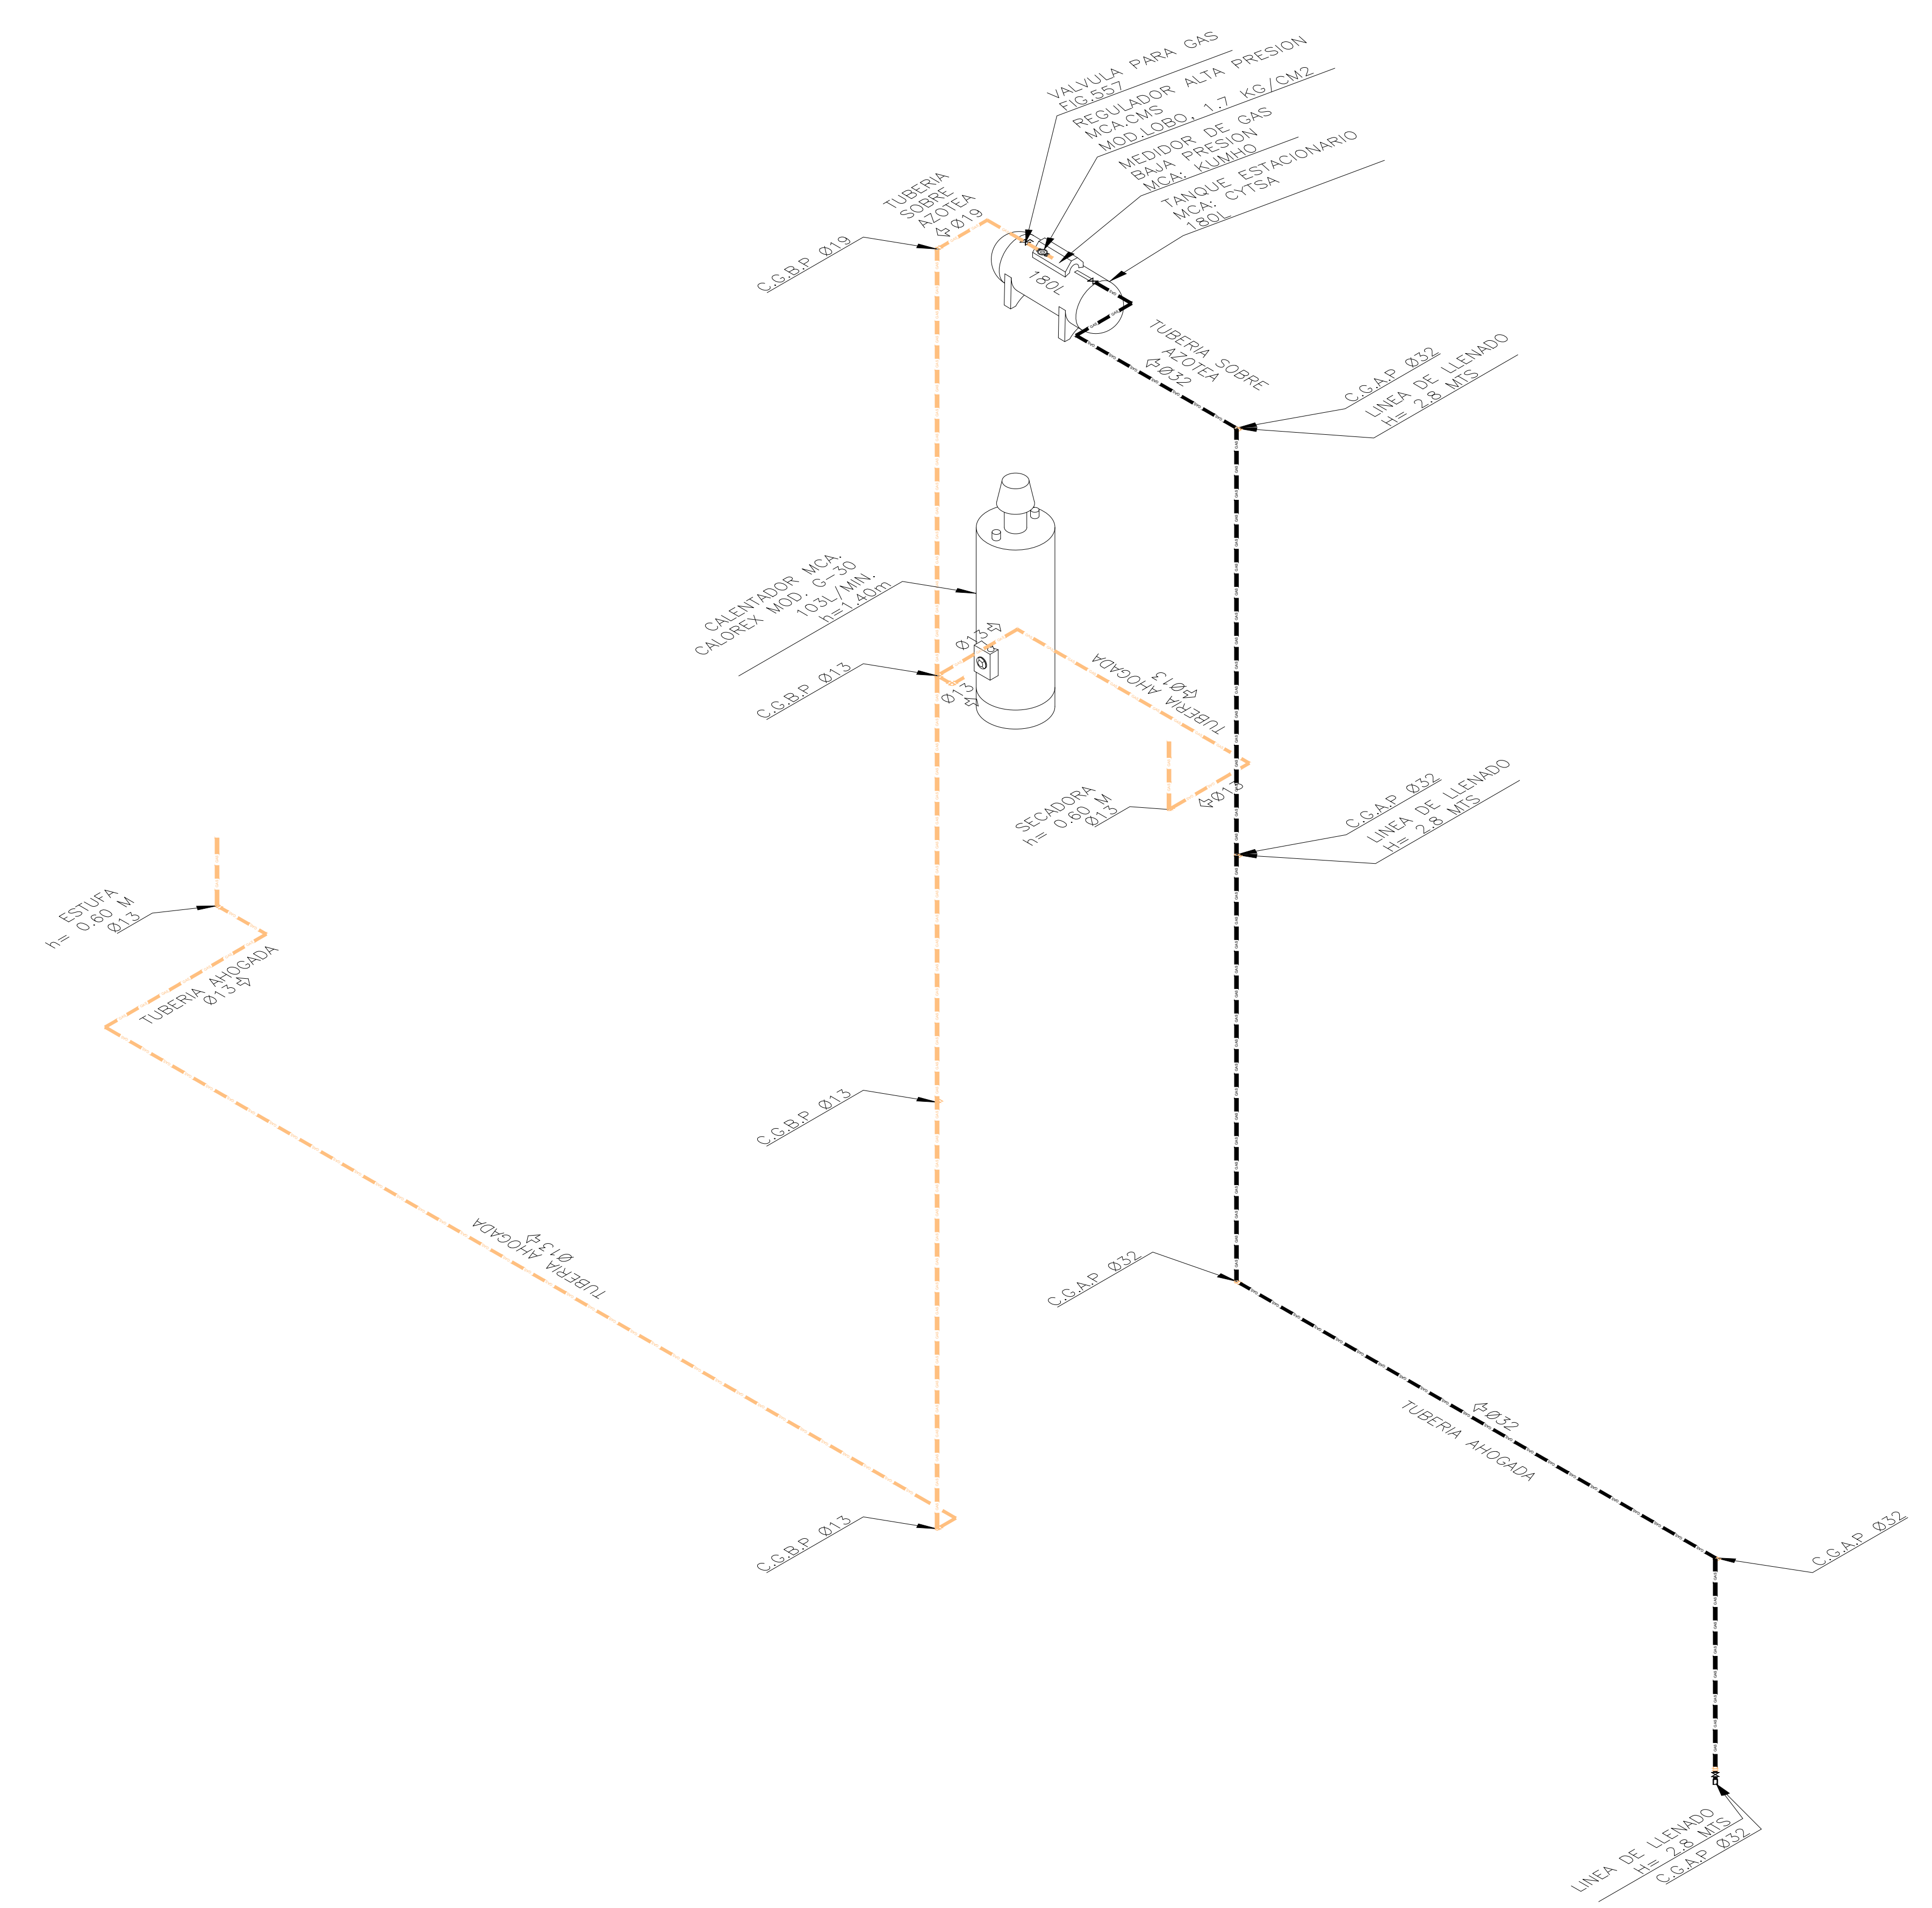 VALVULA PARA GAS
FIG.557
REGULADOR ALTA PRESION
MCA.CMS
MOD.LOBO, 1.7 KG/CM2
MEDIDOR DE GAS
BAJA PRESION
MCA: KUMHO
TANQUE ESTACIONARIO
MCA: CYTSA
180L
TUBERIA
SOBRE
AZOTEA
Ø19
C.G.B.P Ø19
180L
TUBERIA SOBRE
AZOTEA
Ø32
C.G.A.P Ø32
LINEA DE LLENADO
H= 2.8 MTS
CALENTADOR MCA.
CALOREX MOD. G-30
103L/MIN.
h=1.40m
Ø13
C.G.B.P Ø13
Ø13
TUBERIA AHOGADA
Ø13
SECADORA
h= 0.60 M
Ø13
Ø13
C.G.A.P Ø32
LINEA DE LLENADO
H= 2.8 MTS
ESTUFA
h= 0.60 M
Ø13
TUBERIA AHOGADA
Ø13
C.G.B.P Ø13
TUBERIA AHOGADA
Ø13
C.G.A.P Ø32
Ø32
TUBERIA AHOGADA
C.G.B.P Ø13
C.G.A.P Ø32
LINEA DE LLENADO
H= 2.8 MTS
C.G.A.P Ø32